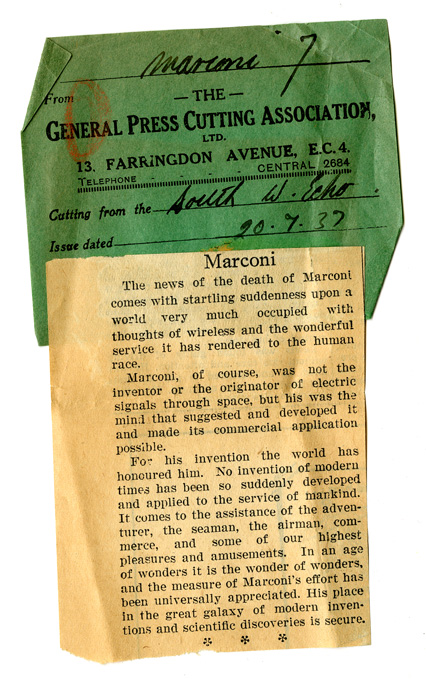 Marconi 7
From
— THE —
GENERAL PRESS CUTTING ASSOCIATION,
LTD.
13, FARRINGDON AVENUE, E.C.4.
TELEPHONE - - - CENTRAL 2684
Cutting from the South W. Echo.
Issue dated 20.7.37
Marconi
The news of the death of Marconi
comes with startling suddenness upon a
world very much occupied with
thoughts of wireless and the wonderful
service it has rendered to the human
race.
Marconi, of course, was not the
inventor or the originator of electric
signals through space, but his was the
mind that suggested and developed it
and made its commercial application
possible.
For his invention the world has
honoured him. No invention of modern
times has been so suddenly developed
and applied to the service of mankind.
It comes to the assistance of the adven-
turer, the seaman, the airman, com-
merce, and some of our highest
pleasures and amusements. In an age
of wonders it is the wonder of wonders,
and the measure of Marconi's effort has
been universally appreciated. His place
in the great galaxy of modern inven-
tions and scientific discoveries is secure.
* * *